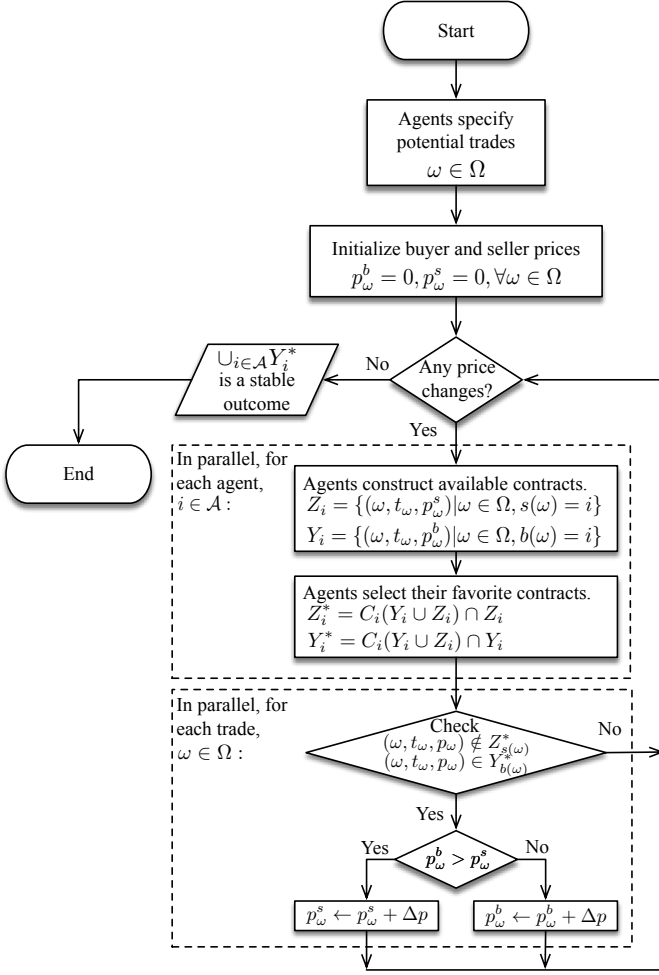 Start
Agents specify
potential trades
ω ∈ Ω
Initialize buyer and seller prices
p^b_ω = 0, p^s_ω = 0, ∀ω ∈ Ω
Any price
changes?
No
∪_{i∈𝒜} Y_i^*
is a stable
outcome
End
Yes
In parallel, for
each agent,
i ∈ 𝒜 :
Agents construct available contracts.
Z_i = {(ω, t_ω, p^s_ω)|ω ∈ Ω, s(ω) = i}
Y_i = {(ω, t_ω, p^b_ω)|ω ∈ Ω, b(ω) = i}
Agents select their favorite contracts.
Z_i^* = C_i(Y_i ∪ Z_i) ∩ Z_i
Y_i^* = C_i(Y_i ∪ Z_i) ∩ Y_i
In parallel, for
each trade,
ω ∈ Ω :
Check
(ω, t_ω, p_ω) ∉ Z^*_{s(ω)}
(ω, t_ω, p_ω) ∈ Y^*_{b(ω)}
No
Yes
p^b_ω > p^s_ω
Yes
No
p^s_ω ← p^s_ω + Δp
p^b_ω ← p^b_ω + Δp